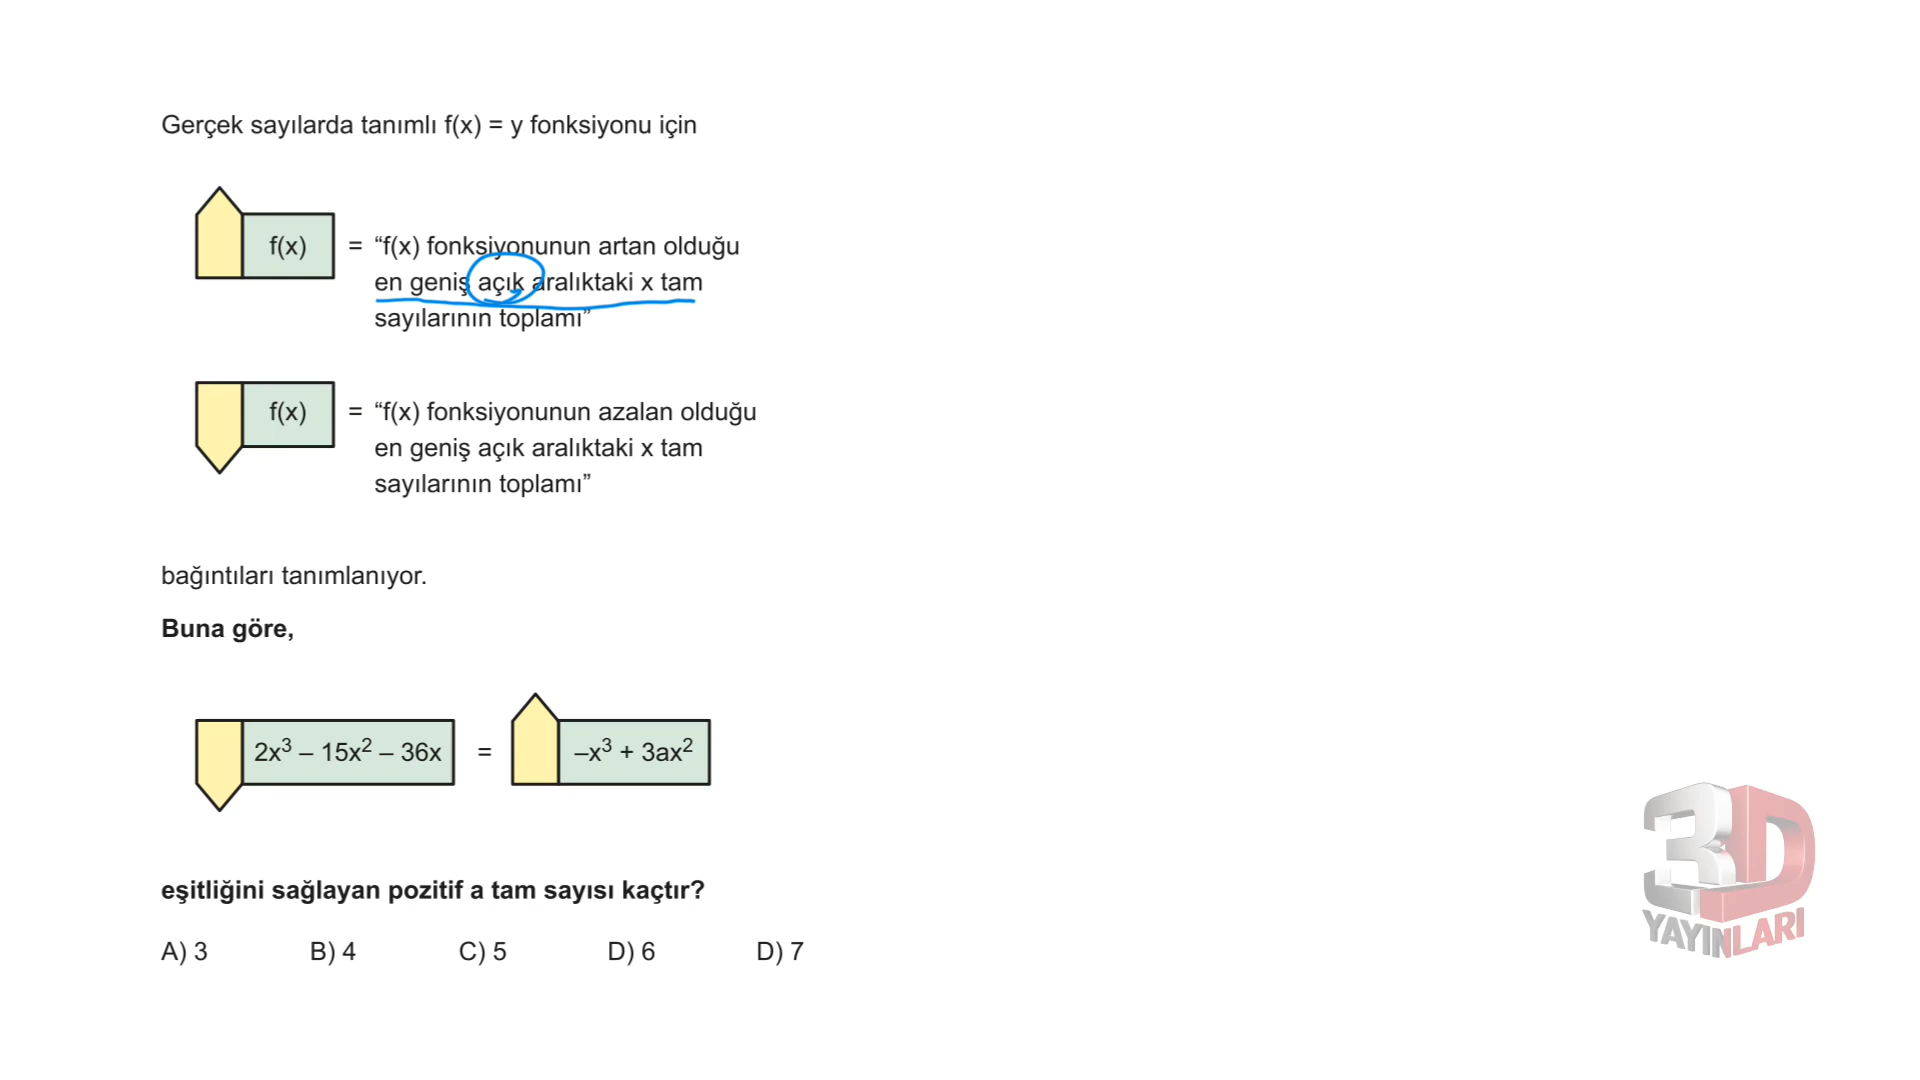 Gerçek sayılarda tanımlı f(x) = y fonksiyonu için
f(x) = “f(x) fonksiyonunun artan olduğu
en geniş açık aralıktaki x tam
sayılarının toplamı”
f(x) = “f(x) fonksiyonunun azalan olduğu
en geniş açık aralıktaki x tam
sayılarının toplamı”
bağıntıları tanımlanıyor.
Buna göre,
2x³ – 15x² – 36x = –x³ + 3ax²
eşitliğini sağlayan pozitif a tam sayısı kaçtır?
A) 3 B) 4 C) 5 D) 6 D) 7
3D
YAYINLARI